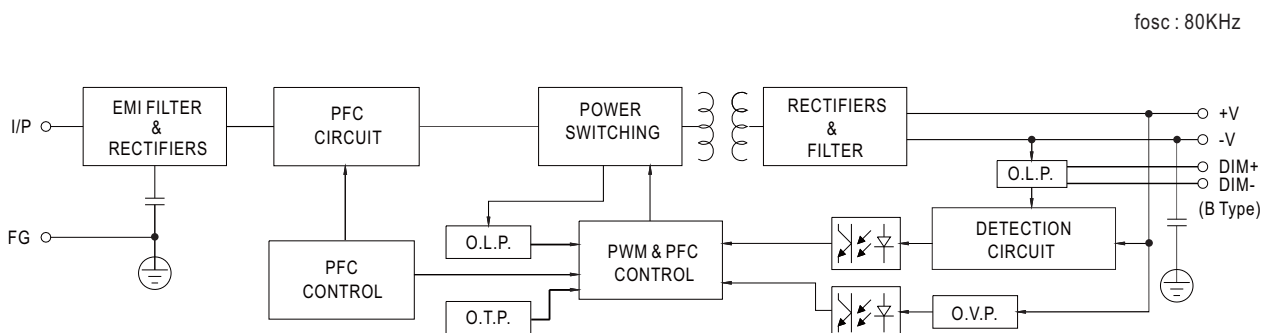 fosc : 80KHz
EMI FILTER
&
RECTIFIERS
PFC
CIRCUIT
POWER
SWITCHING
RECTIFIERS
&
FILTER
I/P
+V
-V
O.L.P.
DIM+
DIM-
(B Type)
FG
O.L.P.
PFC
CONTROL
PWM & PFC
CONTROL
DETECTION
CIRCUIT
O.T.P.
O.V.P.